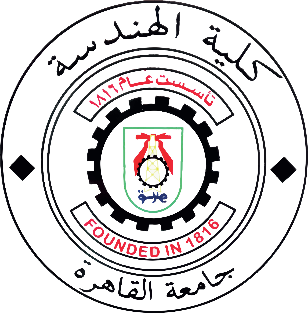 كلية الهندسة
تأسست عام ١٨١٦
FOUNDED IN 1816
جامعة القاهرة